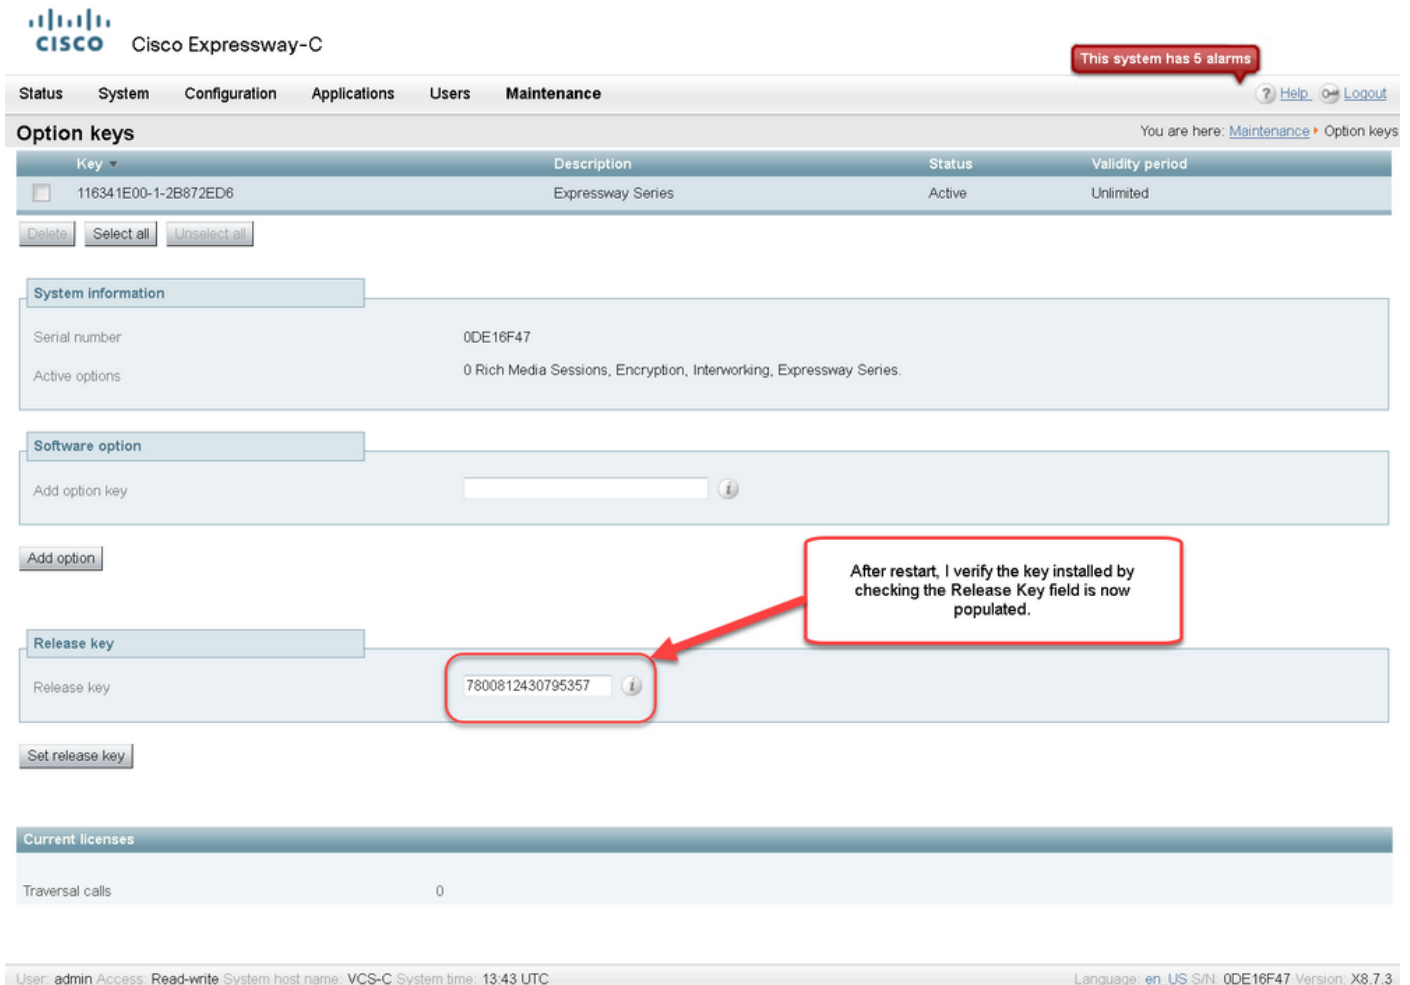 CISCO Cisco Expressway-C
This system has 5 alarms
Status System Configuration Applications Users Maintenance ? Help Logout
Option keys You are here: Maintenance Option keys
Key Description Status Validity period
116341E00-1-2B872ED6 Expressway Series Active Unlimited
Delete Select all Unselect all
System information
Serial number 0DE16F47
Active options 0 Rich Media Sessions, Encryption, Interworking, Expressway Series.
Software option
Add option key i
Add option
After restart, I verify the key installed by
checking the Release Key field is now
populated.
Release key
Release key 7800812430795357 i
Set release key
Current licenses
Traversal calls 0
User: admin Access: Read-write System host name: VCS-C System time: 13:43 UTC Language: en_US S/N: 0DE16F47 Version: X8.7.3